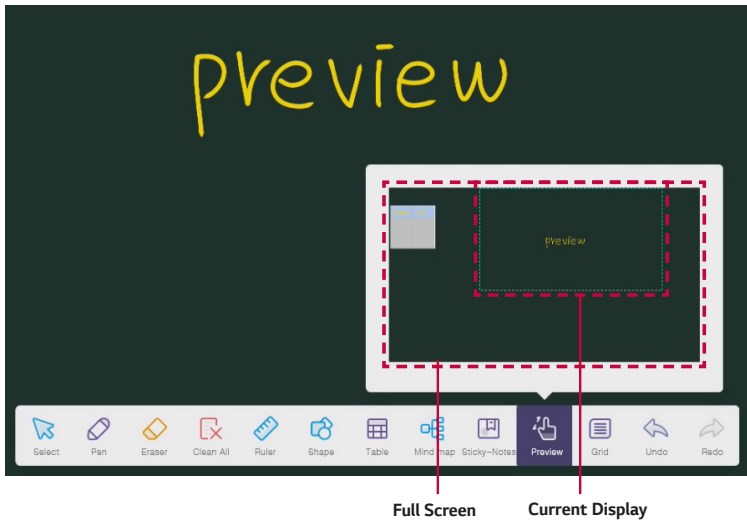 preview
preview
Select Pen Eraser Clean All Ruler Shape Table Mind map Sticky-Notes Preview Grid Undo Redo
Full Screen Current Display